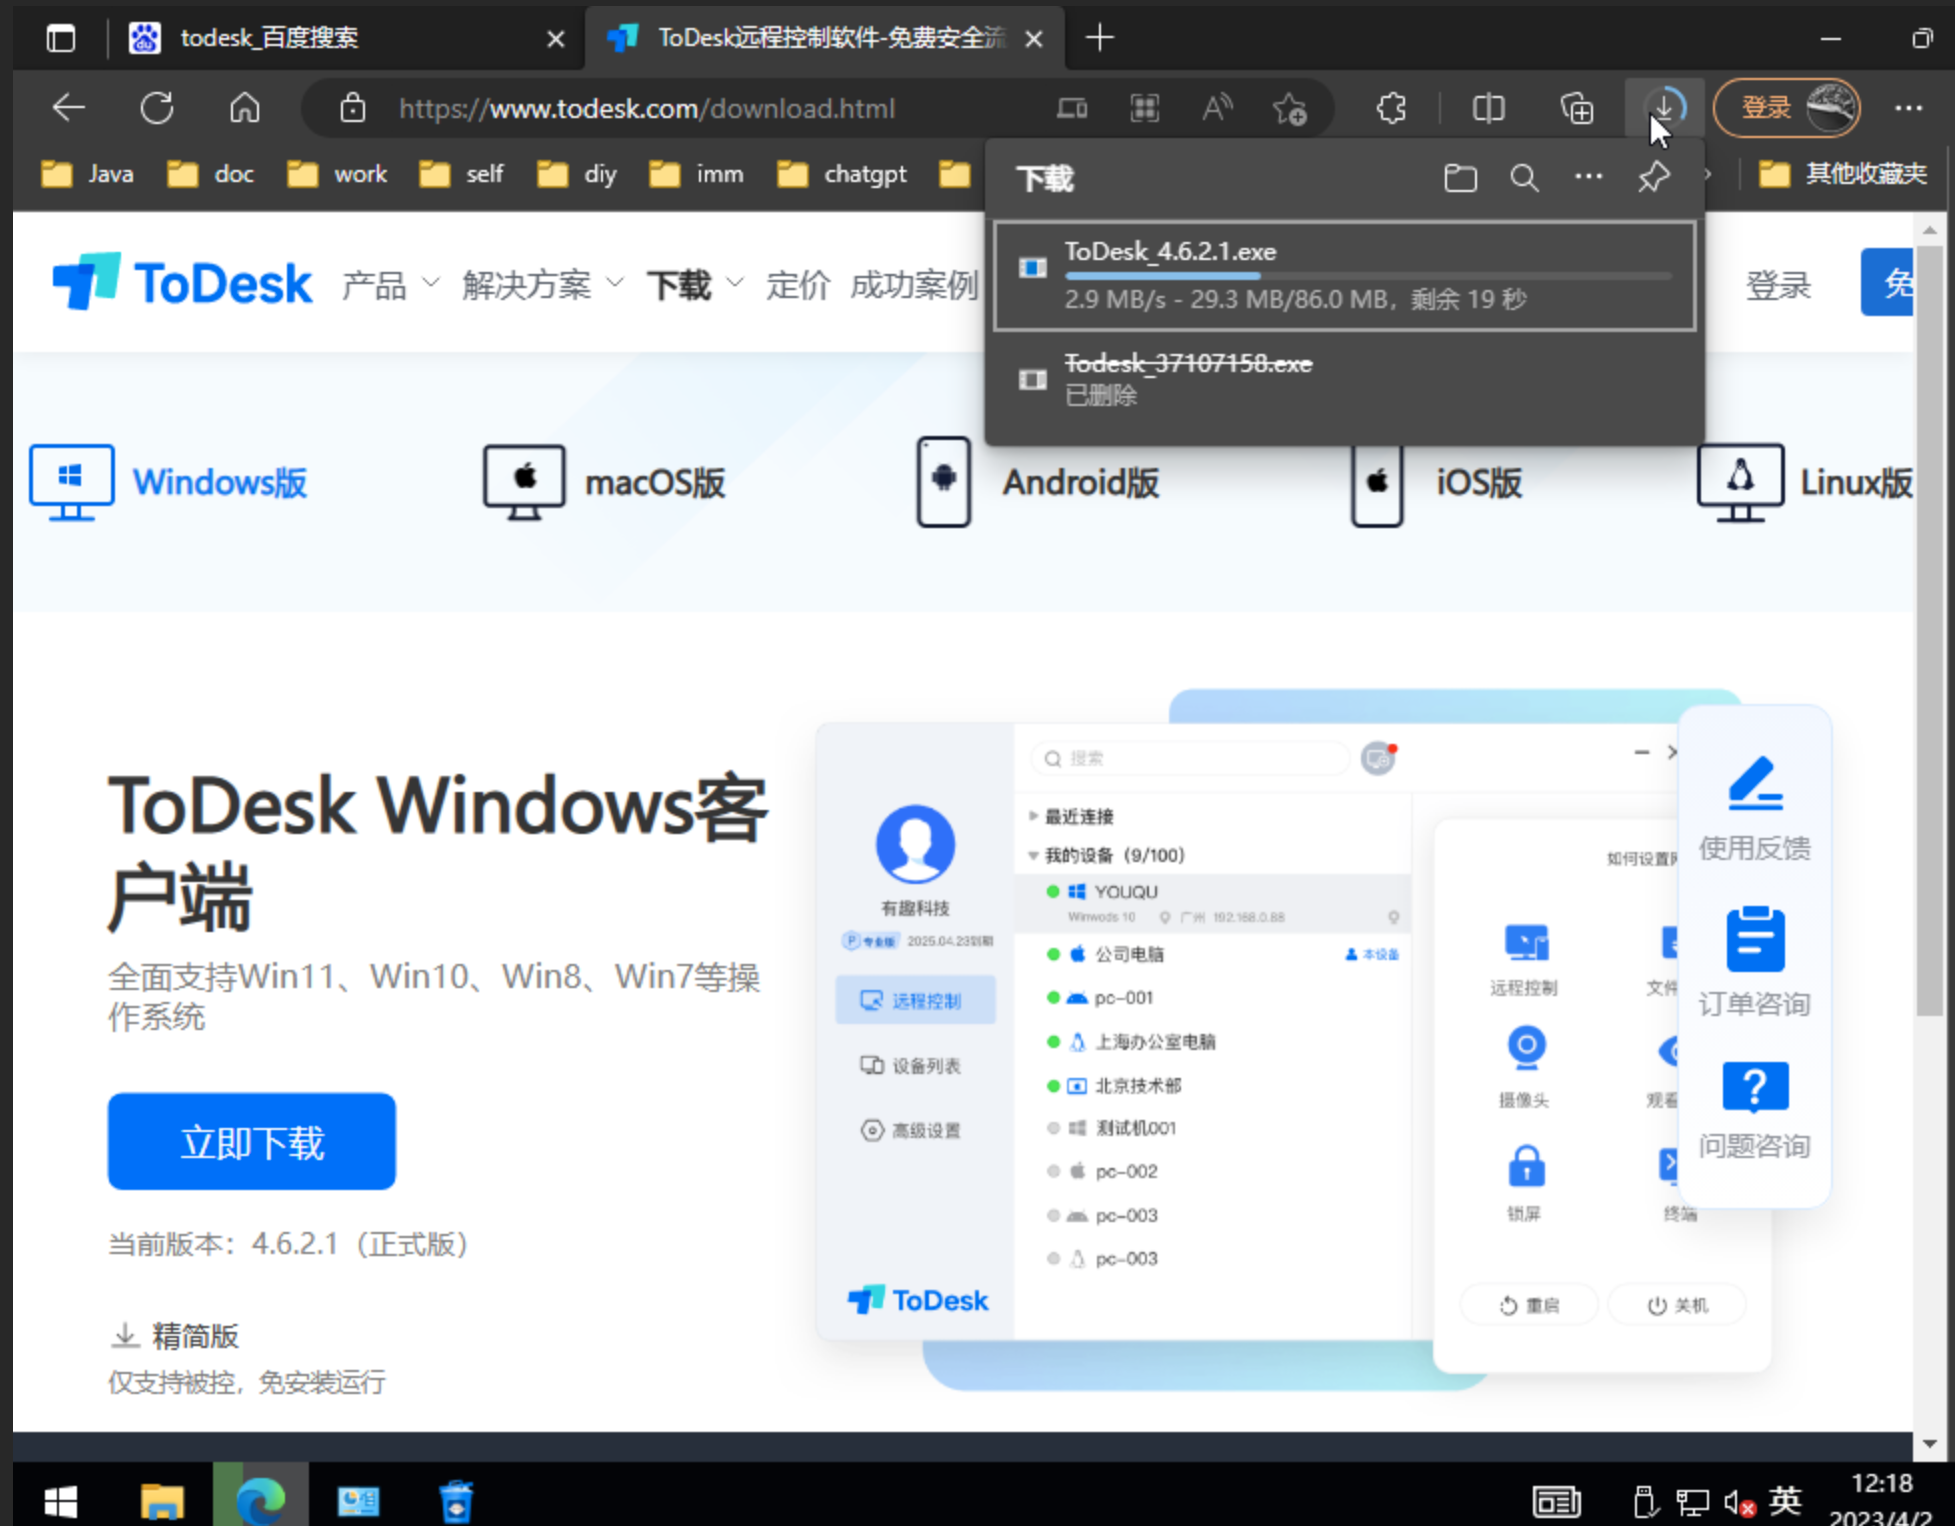 todesk_百度搜索
ToDesk远程控制软件-免费安全流
https://www.todesk.com/download.html
登录
Java
doc
work
self
diy
imm
chatgpt
其他收藏夹
下载
ToDesk_4.6.2.1.exe
2.9 MB/s - 29.3 MB/86.0 MB，剩余 19 秒
Todesk_37107158.exe
已删除
ToDesk
产品
解决方案
下载
定价
成功案例
登录
免
Windows版
macOS版
Android版
iOS版
Linux版
ToDesk Windows客
户端
全面支持Win11、Win10、Win8、Win7等操
作系统
立即下载
当前版本：4.6.2.1（正式版）
精简版
仅支持被控，免安装运行
有趣科技
P 专业版 2025.04.23到期
远程控制
设备列表
高级设置
ToDesk
搜索
最近连接
我的设备（9/100）
YOUQU
Winwods 10 广州 192.168.0.88
公司电脑
本设备
pc-001
上海办公室电脑
北京技术部
测试机001
pc-002
pc-003
pc-003
如何设置
远程控制
文件
摄像头
观看
锁屏
终端
重启
关机
使用反馈
订单咨询
问题咨询
英
12:18
2023/4/2